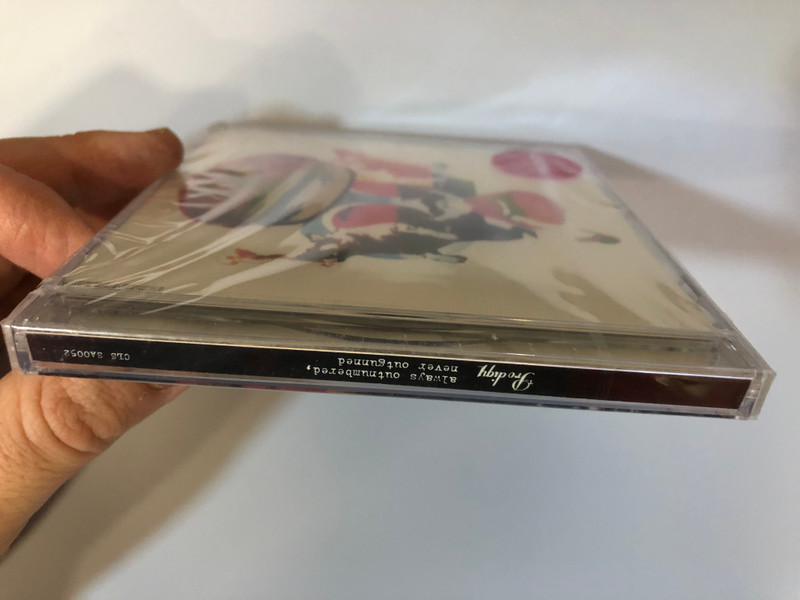 Prodigy
always outnumbered,
never outgunned
CLS SA0052